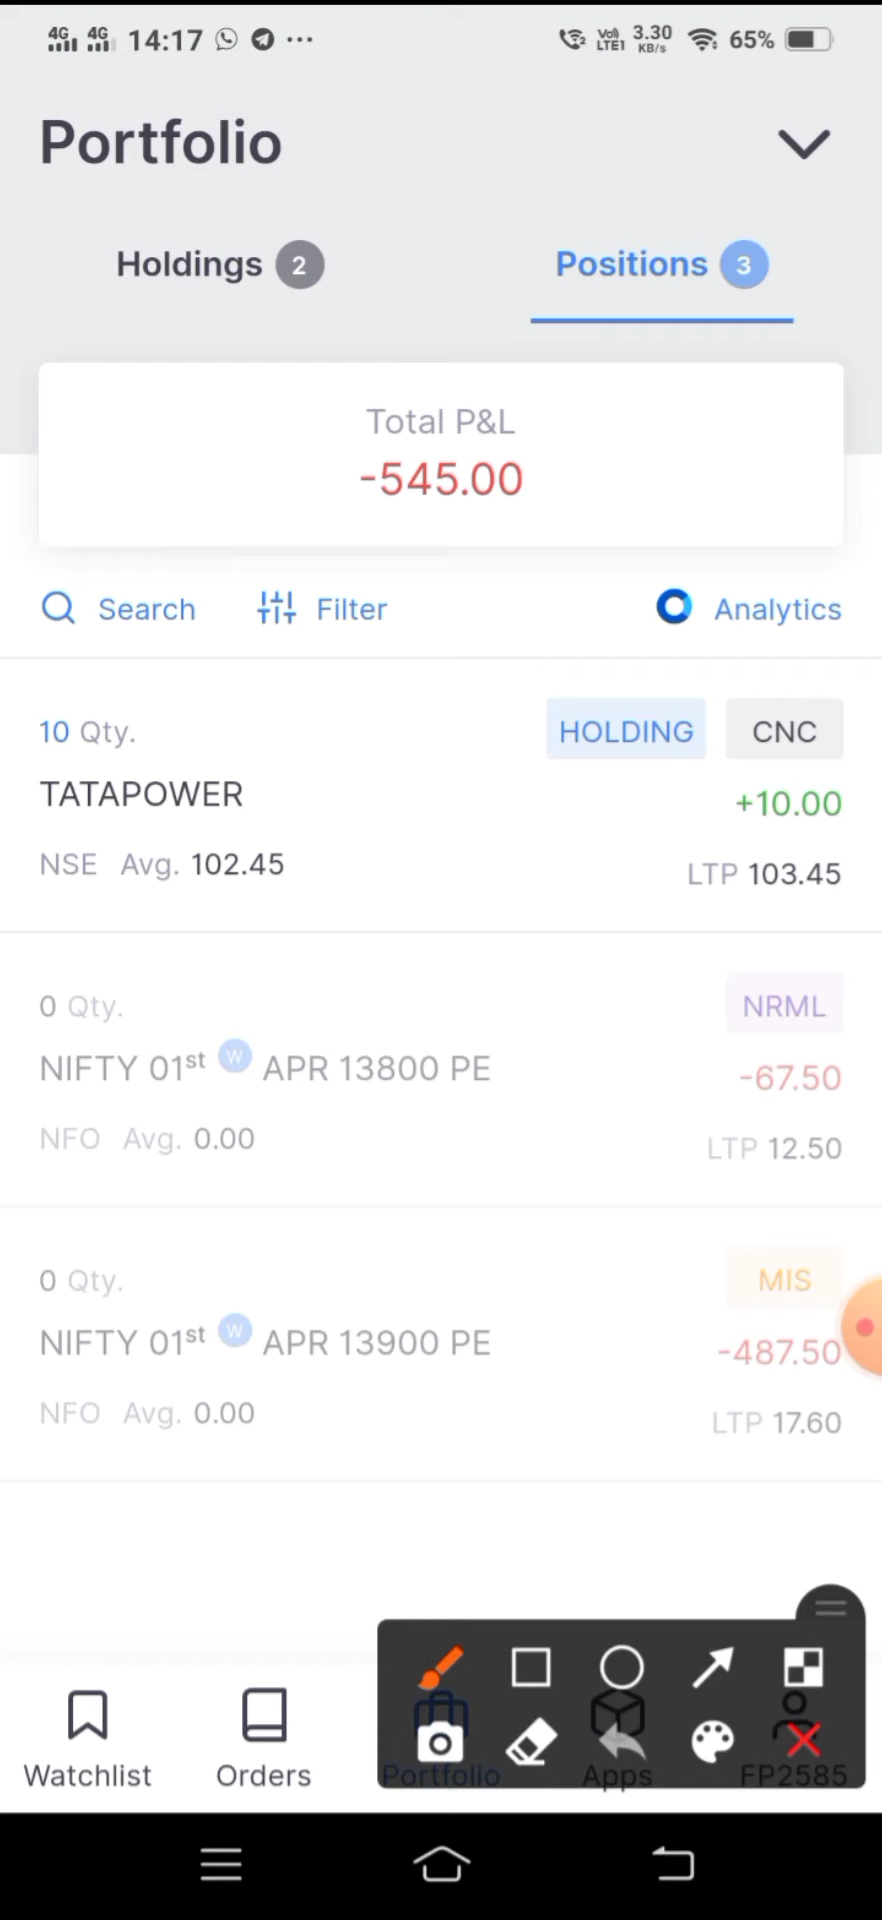 4G 4G 14:17 ... Vo)) LTE1 3.30 KB/s 65%
Portfolio
Holdings 2 Positions 3
Total P&L
-545.00
Search Filter Analytics
10 Qty. HOLDING CNC
TATAPOWER +10.00
NSE Avg. 102.45 LTP 103.45
0 Qty. NRML
NIFTY 01st W APR 13800 PE -67.50
NFO Avg. 0.00 LTP 12.50
0 Qty. MIS
NIFTY 01st W APR 13900 PE -487.50
NFO Avg. 0.00 LTP 17.60
Watchlist Orders Portfolio Apps FP2585